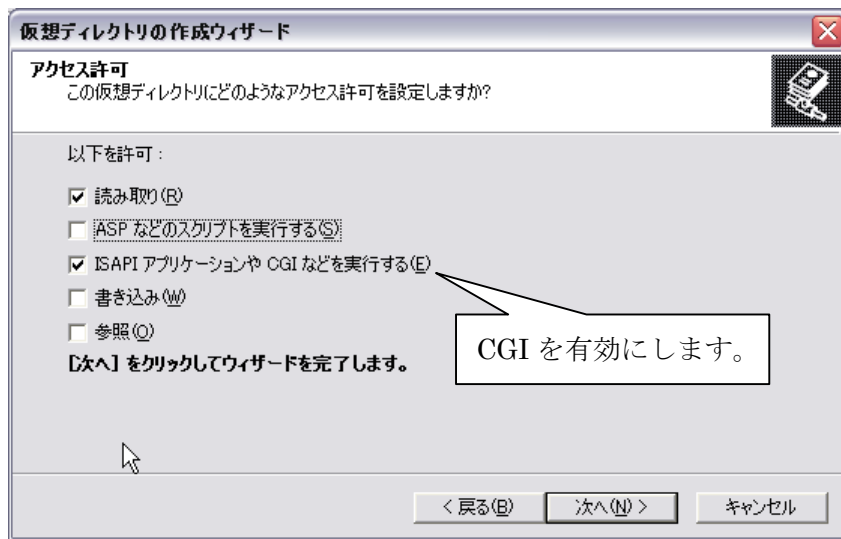 仮想ディレクトリの作成ウィザード
アクセス許可
この仮想ディレクトリにどのようなアクセス許可を設定しますか?
以下を許可:
読み取り(R)
ASP などのスクリプトを実行する(S)
ISAPI アプリケーションや CGI などを実行する(E)
書き込み(W)
参照(O)
CGI を有効にします。
[次へ] をクリックしてウィザードを完了します。
< 戻る(B)
次へ(N) >
キャンセル